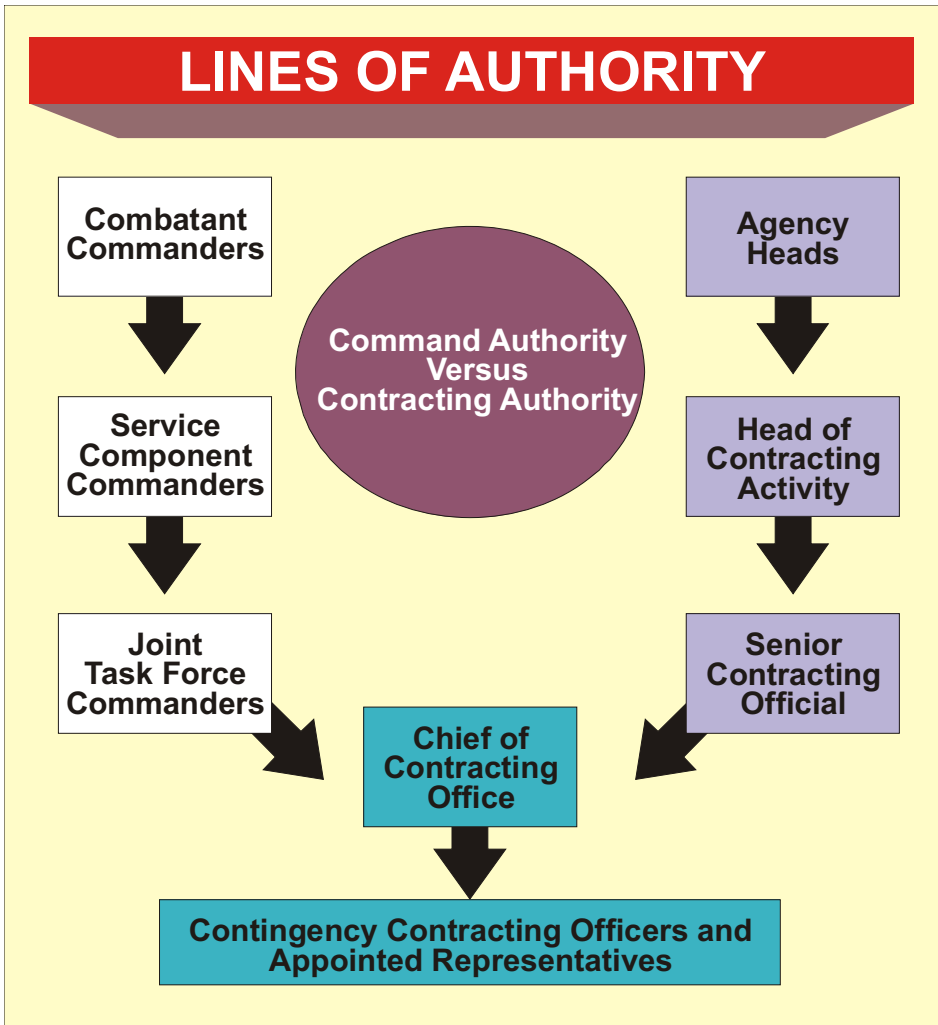 LINES OF AUTHORITY
Combatant
Commanders
Agency
Heads
Command Authority
Versus
Contracting Authority
Service
Component
Commanders
Head of
Contracting
Activity
Joint
Task Force
Commanders
Senior
Contracting
Official
Chief of
Contracting
Office
Contingency Contracting Officers and
Appointed Representatives